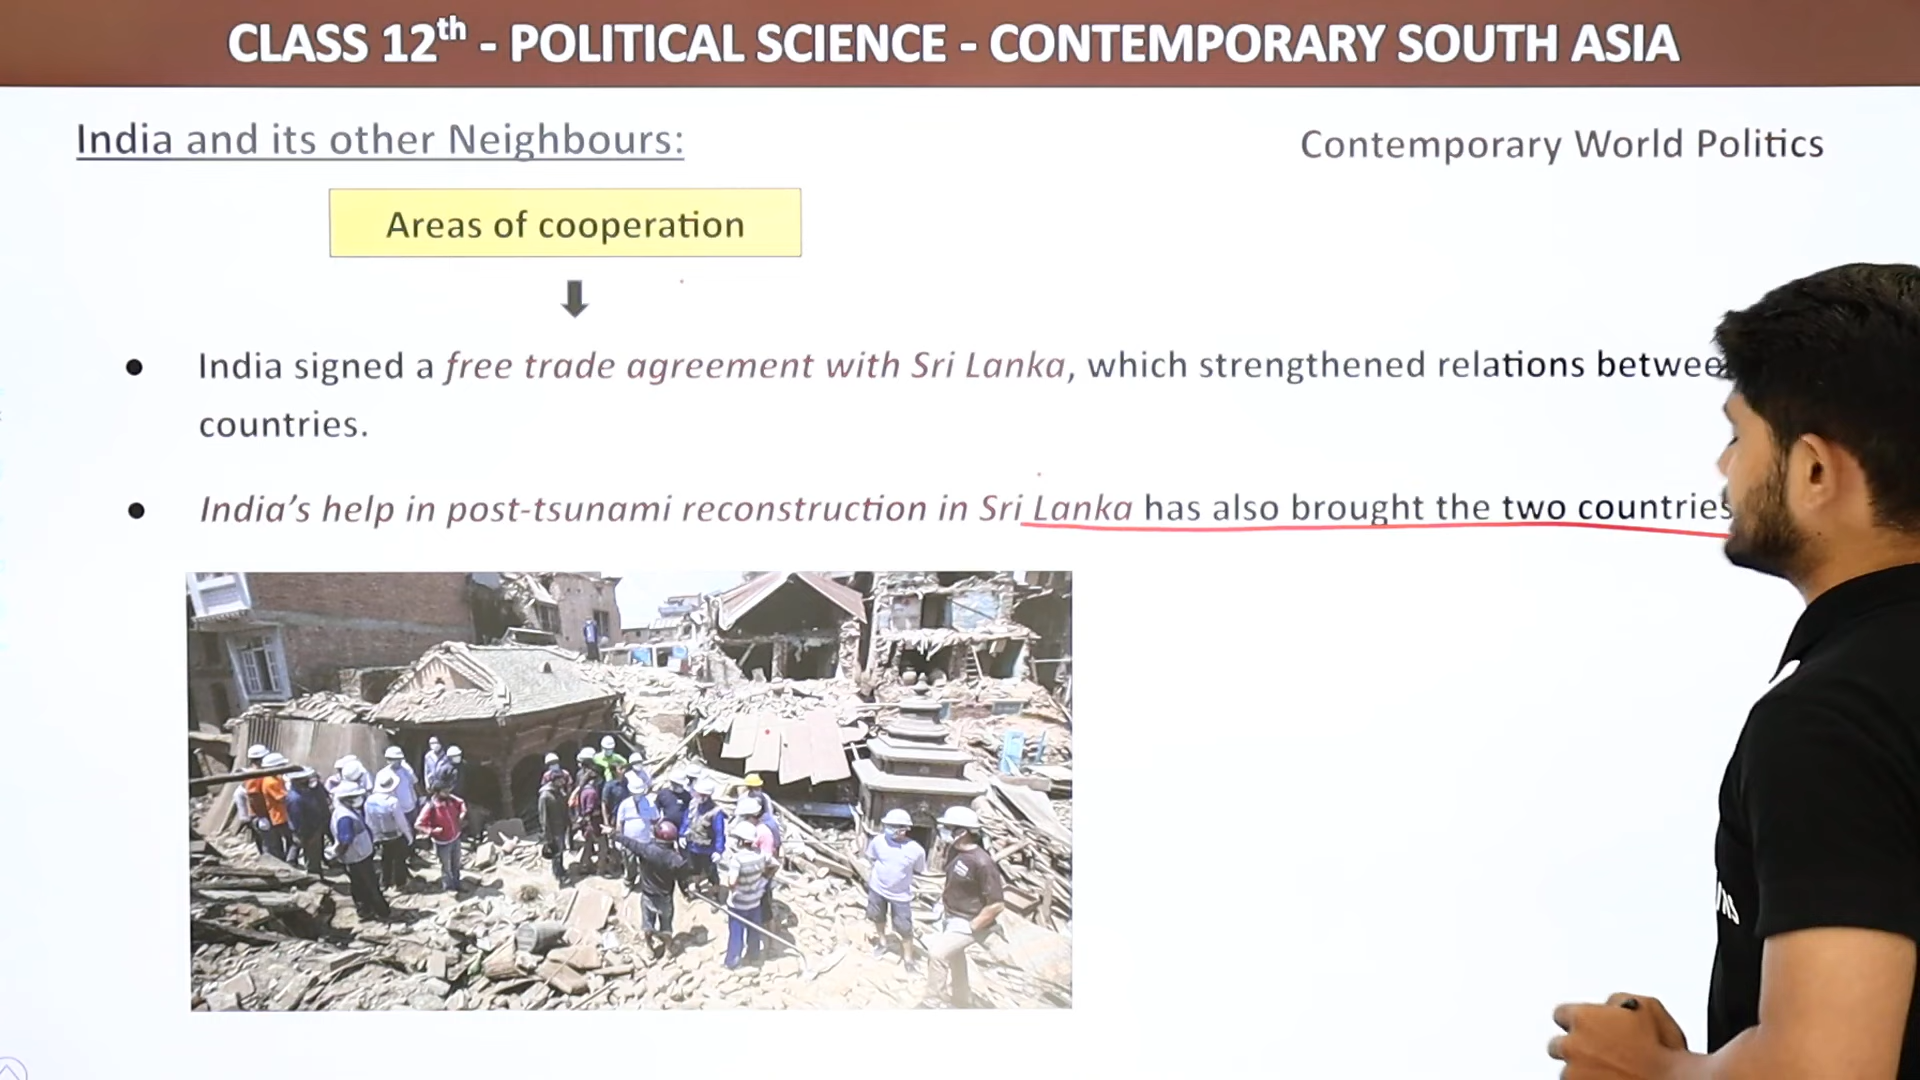 CLASS 12th - POLITICAL SCIENCE - CONTEMPORARY SOUTH ASIA
India and its other Neighbours:
Contemporary World Politics
Areas of cooperation
India signed a free trade agreement with Sri Lanka, which strengthened relations
countries.
India’s help in post-tsunami reconstruction in Sri Lanka has also brought the two countries